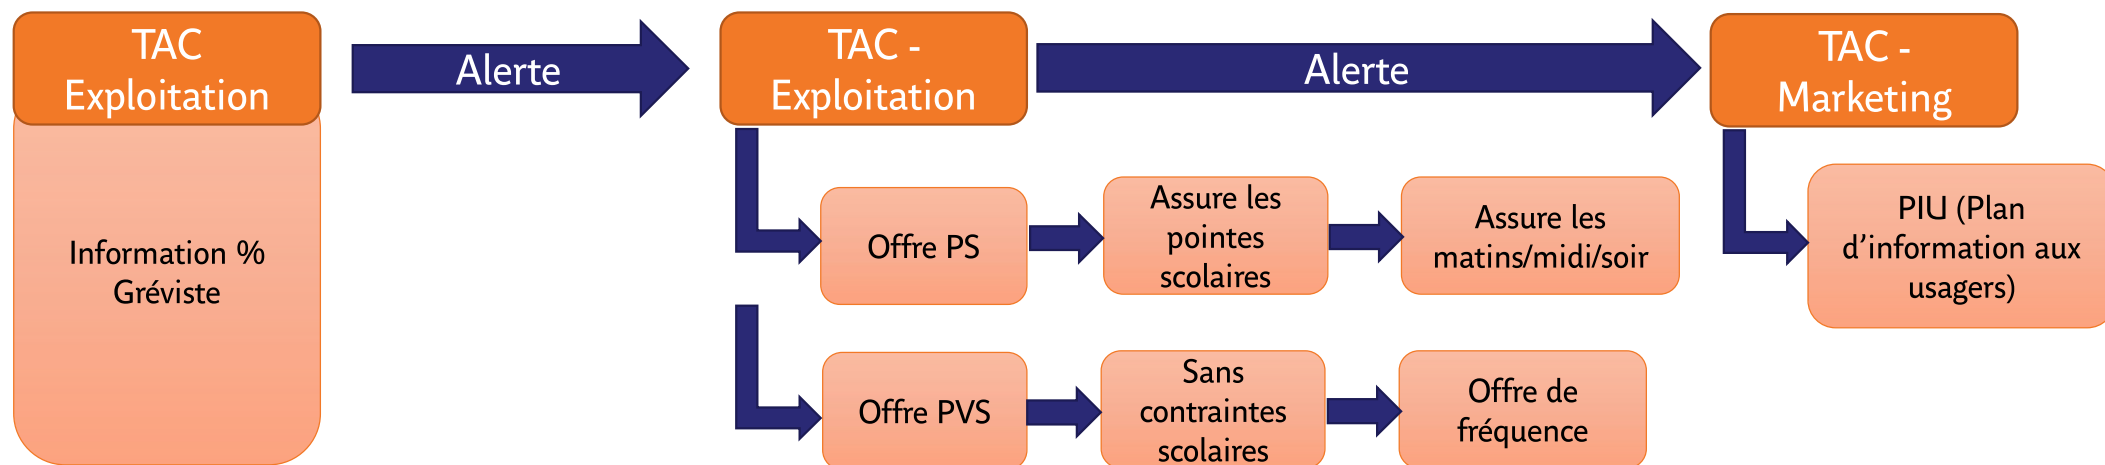 TAC
Exploitation
Alerte
TAC -
Exploitation
Alerte
TAC -
Marketing
Information %
Gréviste
Offre PS
Assure les
pointes
scolaires
Assure les
matins/midi/soir
PIU (Plan
d’information aux
usagers)
Offre PVS
Sans
contraintes
scolaires
Offre de
fréquence